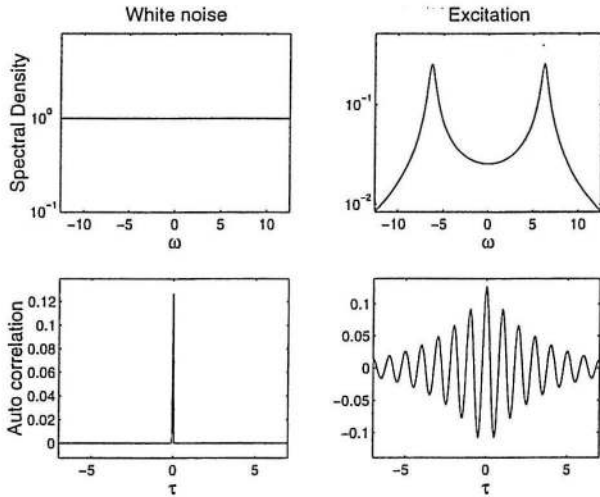 White noise
Excitation
Spectral Density
10^0
10^-1
-10 -5 0 5 10
ω
10^-1
10^-2
-10 -5 0 5 10
ω
Auto correlation
0.12
0.1
0.08
0.06
0.04
0.02
0
-5 0 5
τ
0.1
0.05
0
-0.05
-0.1
-5 0 5
τ